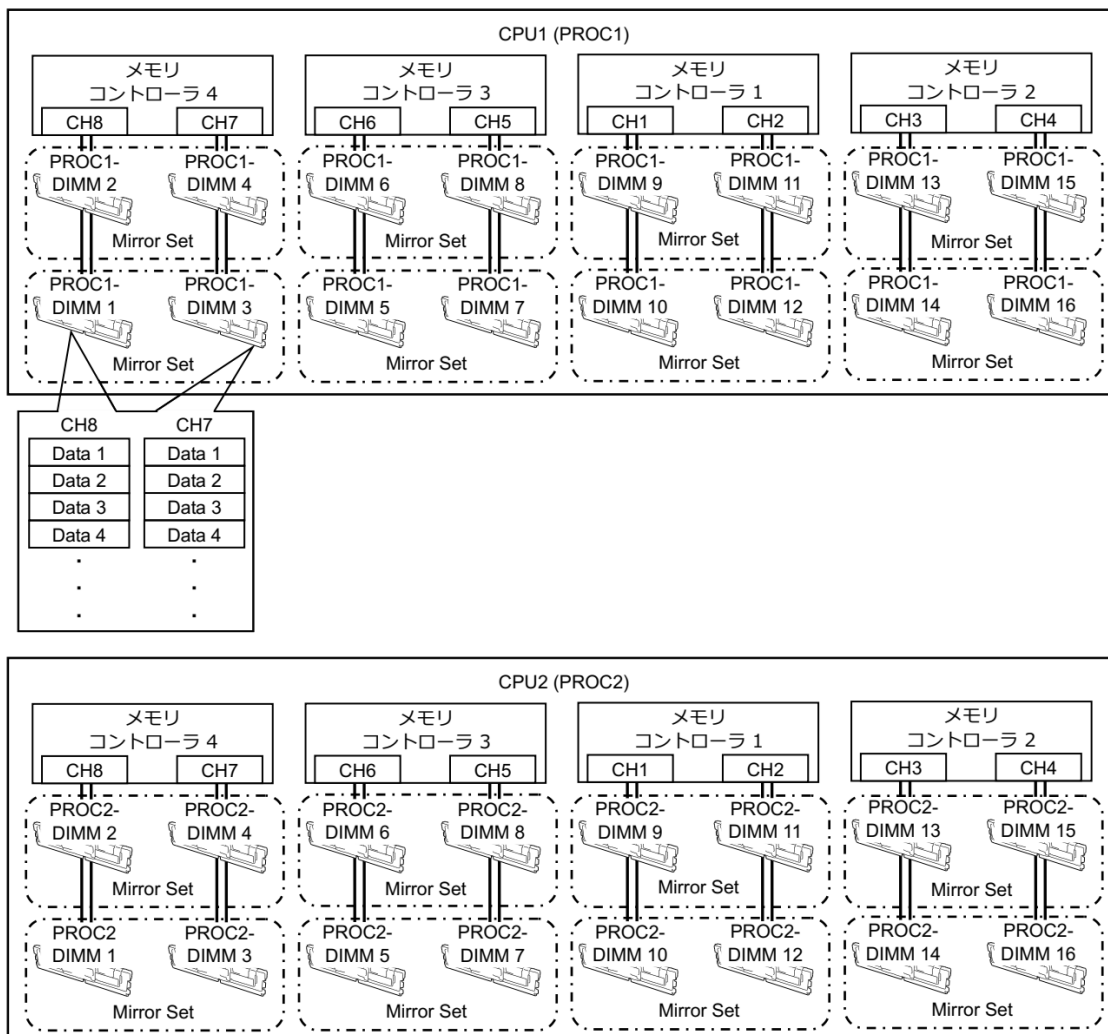 CPU1 (PROC1)
メモリ
コントローラ 4
メモリ
コントローラ 3
メモリ
コントローラ 1
メモリ
コントローラ 2
CH8 CH7 CH6 CH5 CH1 CH2 CH3 CH4
PROC1- PROC1- PROC1- PROC1- PROC1- PROC1- PROC1- PROC1-
DIMM 2 DIMM 4 DIMM 6 DIMM 8 DIMM 9 DIMM 11 DIMM 13 DIMM 15
Mirror Set Mirror Set Mirror Set Mirror Set
PROC1- PROC1- PROC1- PROC1- PROC1- PROC1- PROC1- PROC1-
DIMM 1 DIMM 3 DIMM 5 DIMM 7 DIMM 10 DIMM 12 DIMM 14 DIMM 16
Mirror Set Mirror Set Mirror Set Mirror Set
CH8 CH7
Data 1 Data 1
Data 2 Data 2
Data 3 Data 3
Data 4 Data 4
CPU2 (PROC2)
メモリ
コントローラ 4
メモリ
コントローラ 3
メモリ
コントローラ 1
メモリ
コントローラ 2
CH8 CH7 CH6 CH5 CH1 CH2 CH3 CH4
PROC2- PROC2- PROC2- PROC2- PROC2- PROC2- PROC2- PROC2-
DIMM 2 DIMM 4 DIMM 6 DIMM 8 DIMM 9 DIMM 11 DIMM 13 DIMM 15
Mirror Set Mirror Set Mirror Set Mirror Set
PROC2 PROC2- PROC2- PROC2- PROC2- PROC2- PROC2- PROC2-
DIMM 1 DIMM 3 DIMM 5 DIMM 7 DIMM 10 DIMM 12 DIMM 14 DIMM 16
Mirror Set Mirror Set Mirror Set Mirror Set